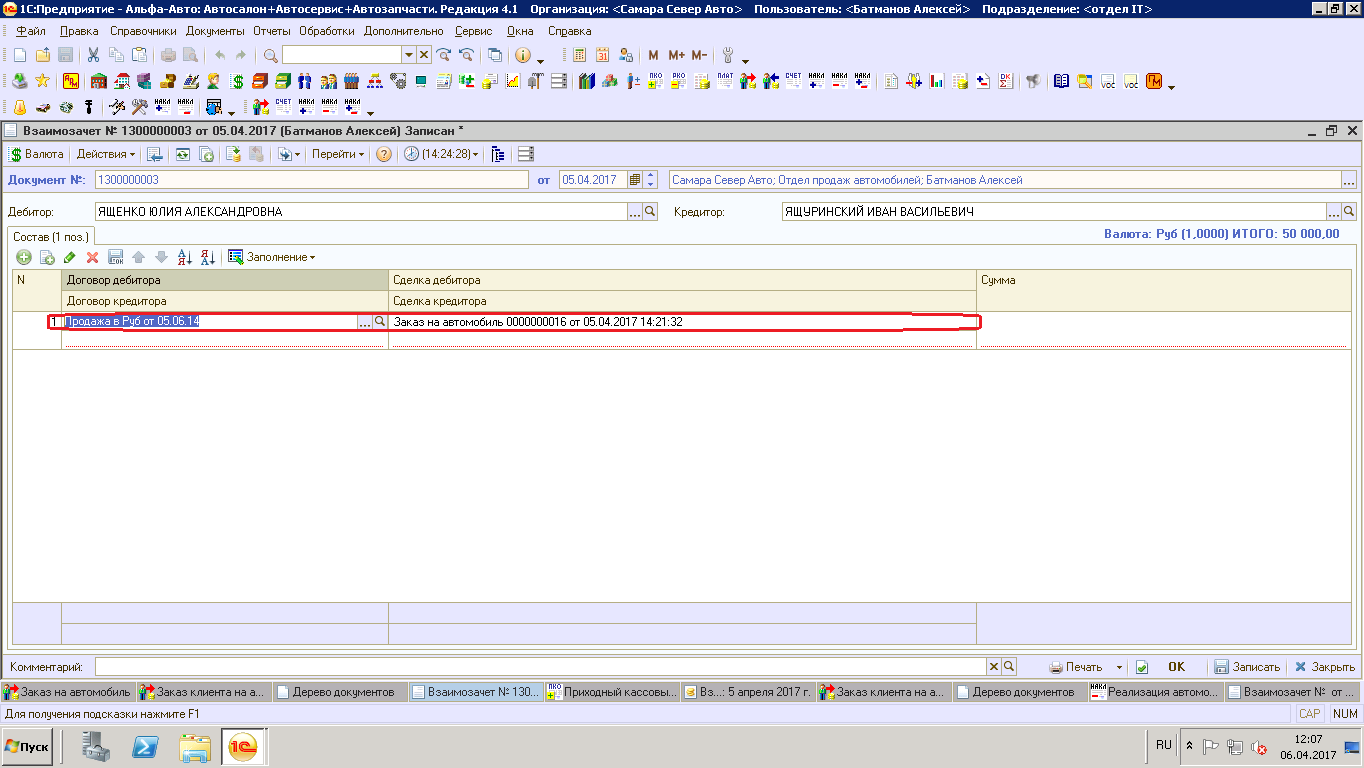 1С:Предприятие - Альфа-Авто: Автосалон+Автосервис+Автозапчасти. Редакция 4.1 Организация: <Самара Север Авто> Пользователь: <Батманов Алексей> Подразделение: <отдел IT>
Файл Правка Справочники Документы Отчеты Обработки Дополнительно Сервис Окна Справка
M M+ M-
ПКО РКО ПЛАТ СЧЕТ НАКЛ НАКЛ НАКЛ VOC VOC
НАКЛ НАКЛ СЧЕТ НАКЛ НАКЛ НАКЛ
Взаимозачет № 1300000003 от 05.04.2017 (Батманов Алексей) Записан *
Валюта Действия Перейти (14:24:28)
Документ №: 1300000003 от 05.04.2017 Самара Север Авто; Отдел продаж автомобилей; Батманов Алексей ...
Дебитор: ЯЩЕНКО ЮЛИЯ АЛЕКСАНДРОВНА ... Кредитор: ЯЩУРИНСКИЙ ИВАН ВАСИЛЬЕВИЧ ...
Состав (1 поз.) Валюта: Руб (1,0000) ИТОГО: 50 000,00
Заполнение
N Договор дебитора Сделка дебитора Сумма
Договор кредитора Сделка кредитора
1 Продажа в Руб от 05.06.14 ... Заказ на автомобиль 0000000016 от 05.04.2017 14:21:32
Комментарий: Печать OK Записать Закрыть
Заказ на автомобиль Заказ клиента на а... Дерево документов Взаимозачет № 130... Приходный кассовы... Вз...: 5 апреля 2017 г. Заказ клиента на а... Дерево документов Реализация автомо... Взаимозачет № от ...
Для получения подсказки нажмите F1 CAP NUM
Пуск RU 12:07
06.04.2017